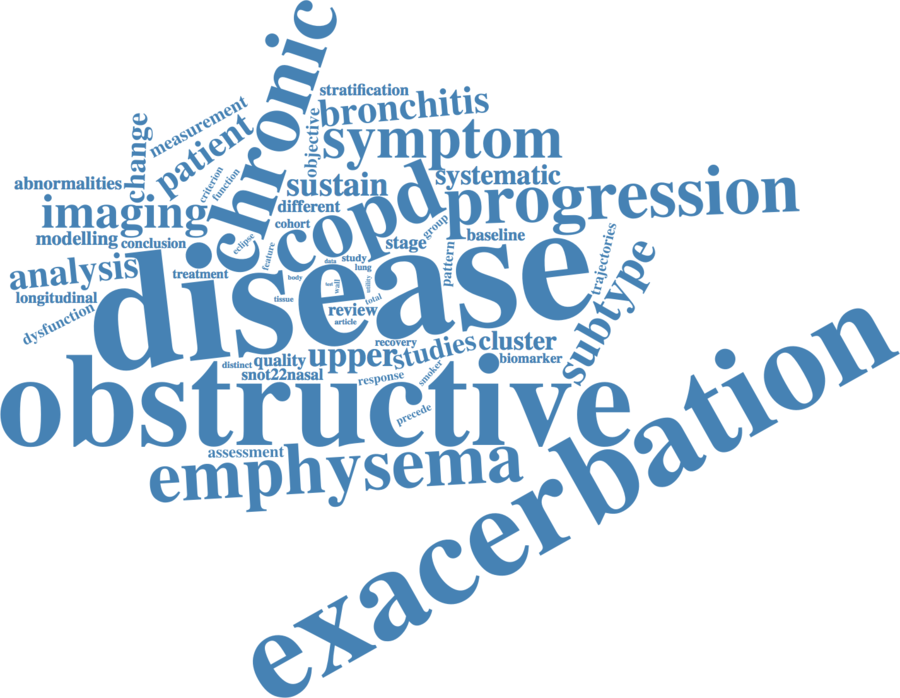 chronic
stratification
bronchitis
measurement
change
patient
objective
symptom
abnormalities
criterion
function
sustain
systematic
copd
progression
imaging
different
cohort
group
modelling
conclusion
eclipse
stage
baseline
feature
pattern
trajectories
subtype
analysis
disease
treatment
data
study
lung
body
wall
utility
longitudinal
tissue
total
review
article
dysfunction
recovery
upper
studies
cluster
distinct
quality
biomarker
snot22nasal
response
smoker
obstructive
precede
exacerbation
assessment
emphysema